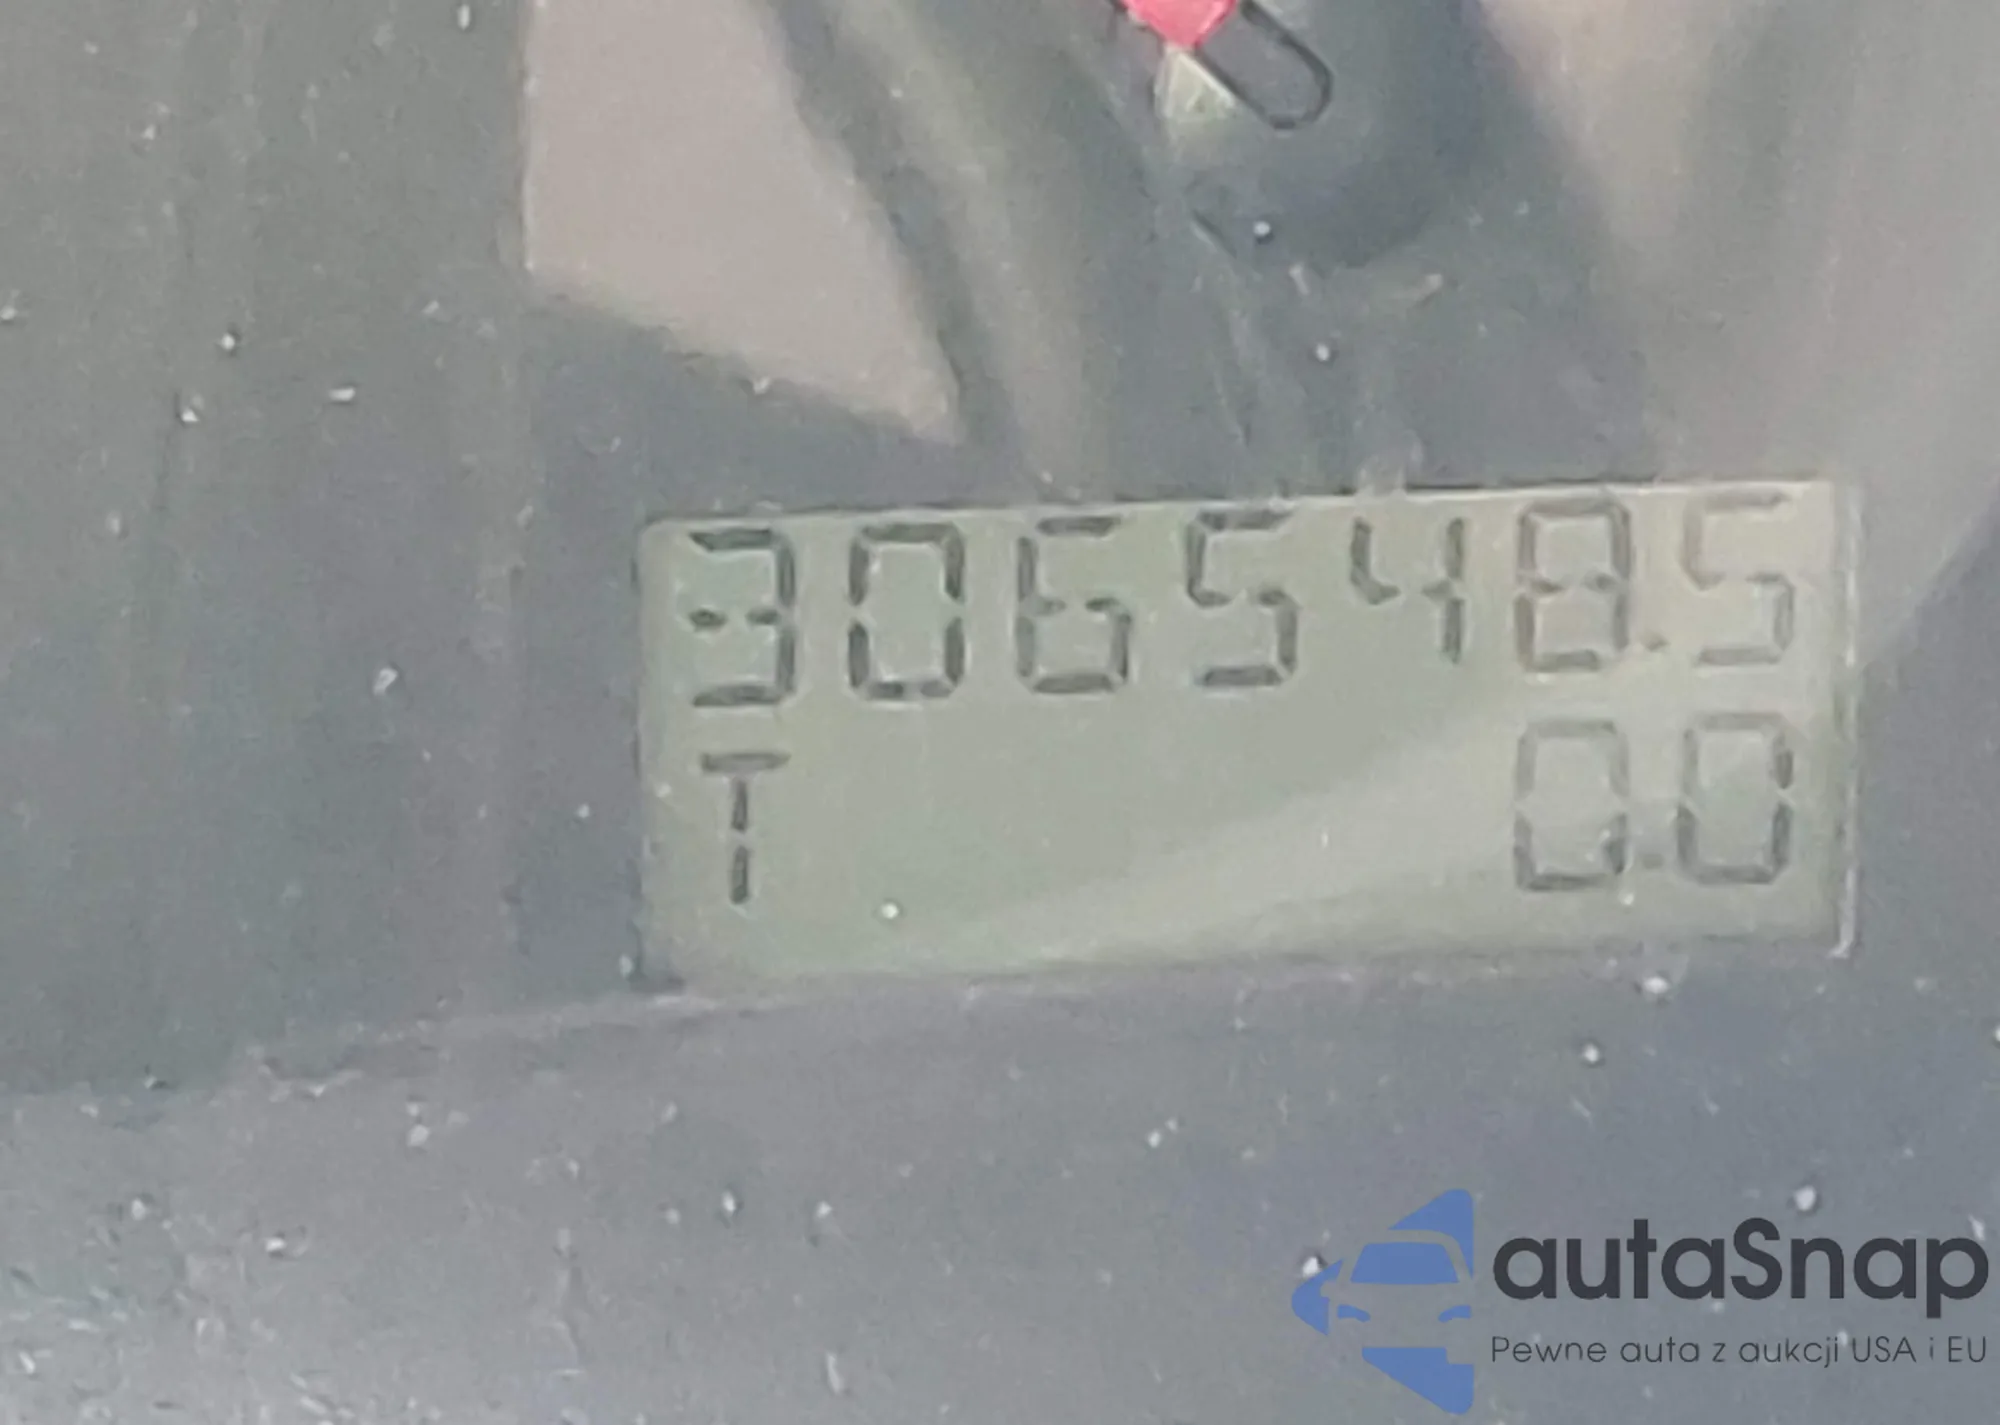 306548.5
T 0.0
autaSnap
Pewne auta z aukcji USA i EU